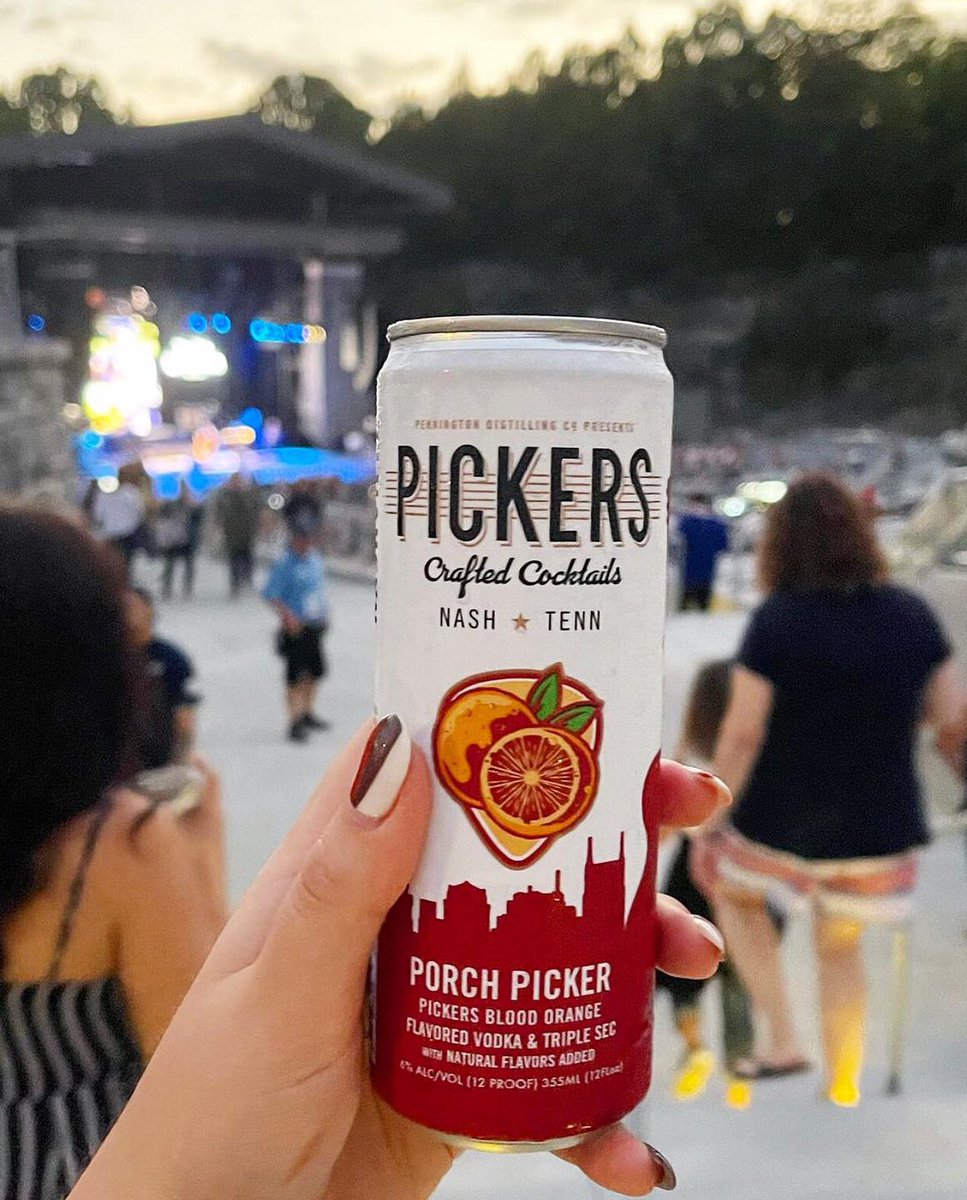 PENNINGTON DISTILLING CO PRESENTS
PICKERS
Crafted Cocktails
NASH ★ TENN
PORCH PICKER
PICKERS BLOOD ORANGE
FLAVORED VODKA & TRIPLE SEC
WITH NATURAL FLAVORS ADDED
6% ALC/VOL (12 PROOF) 355ML (12FLoz)